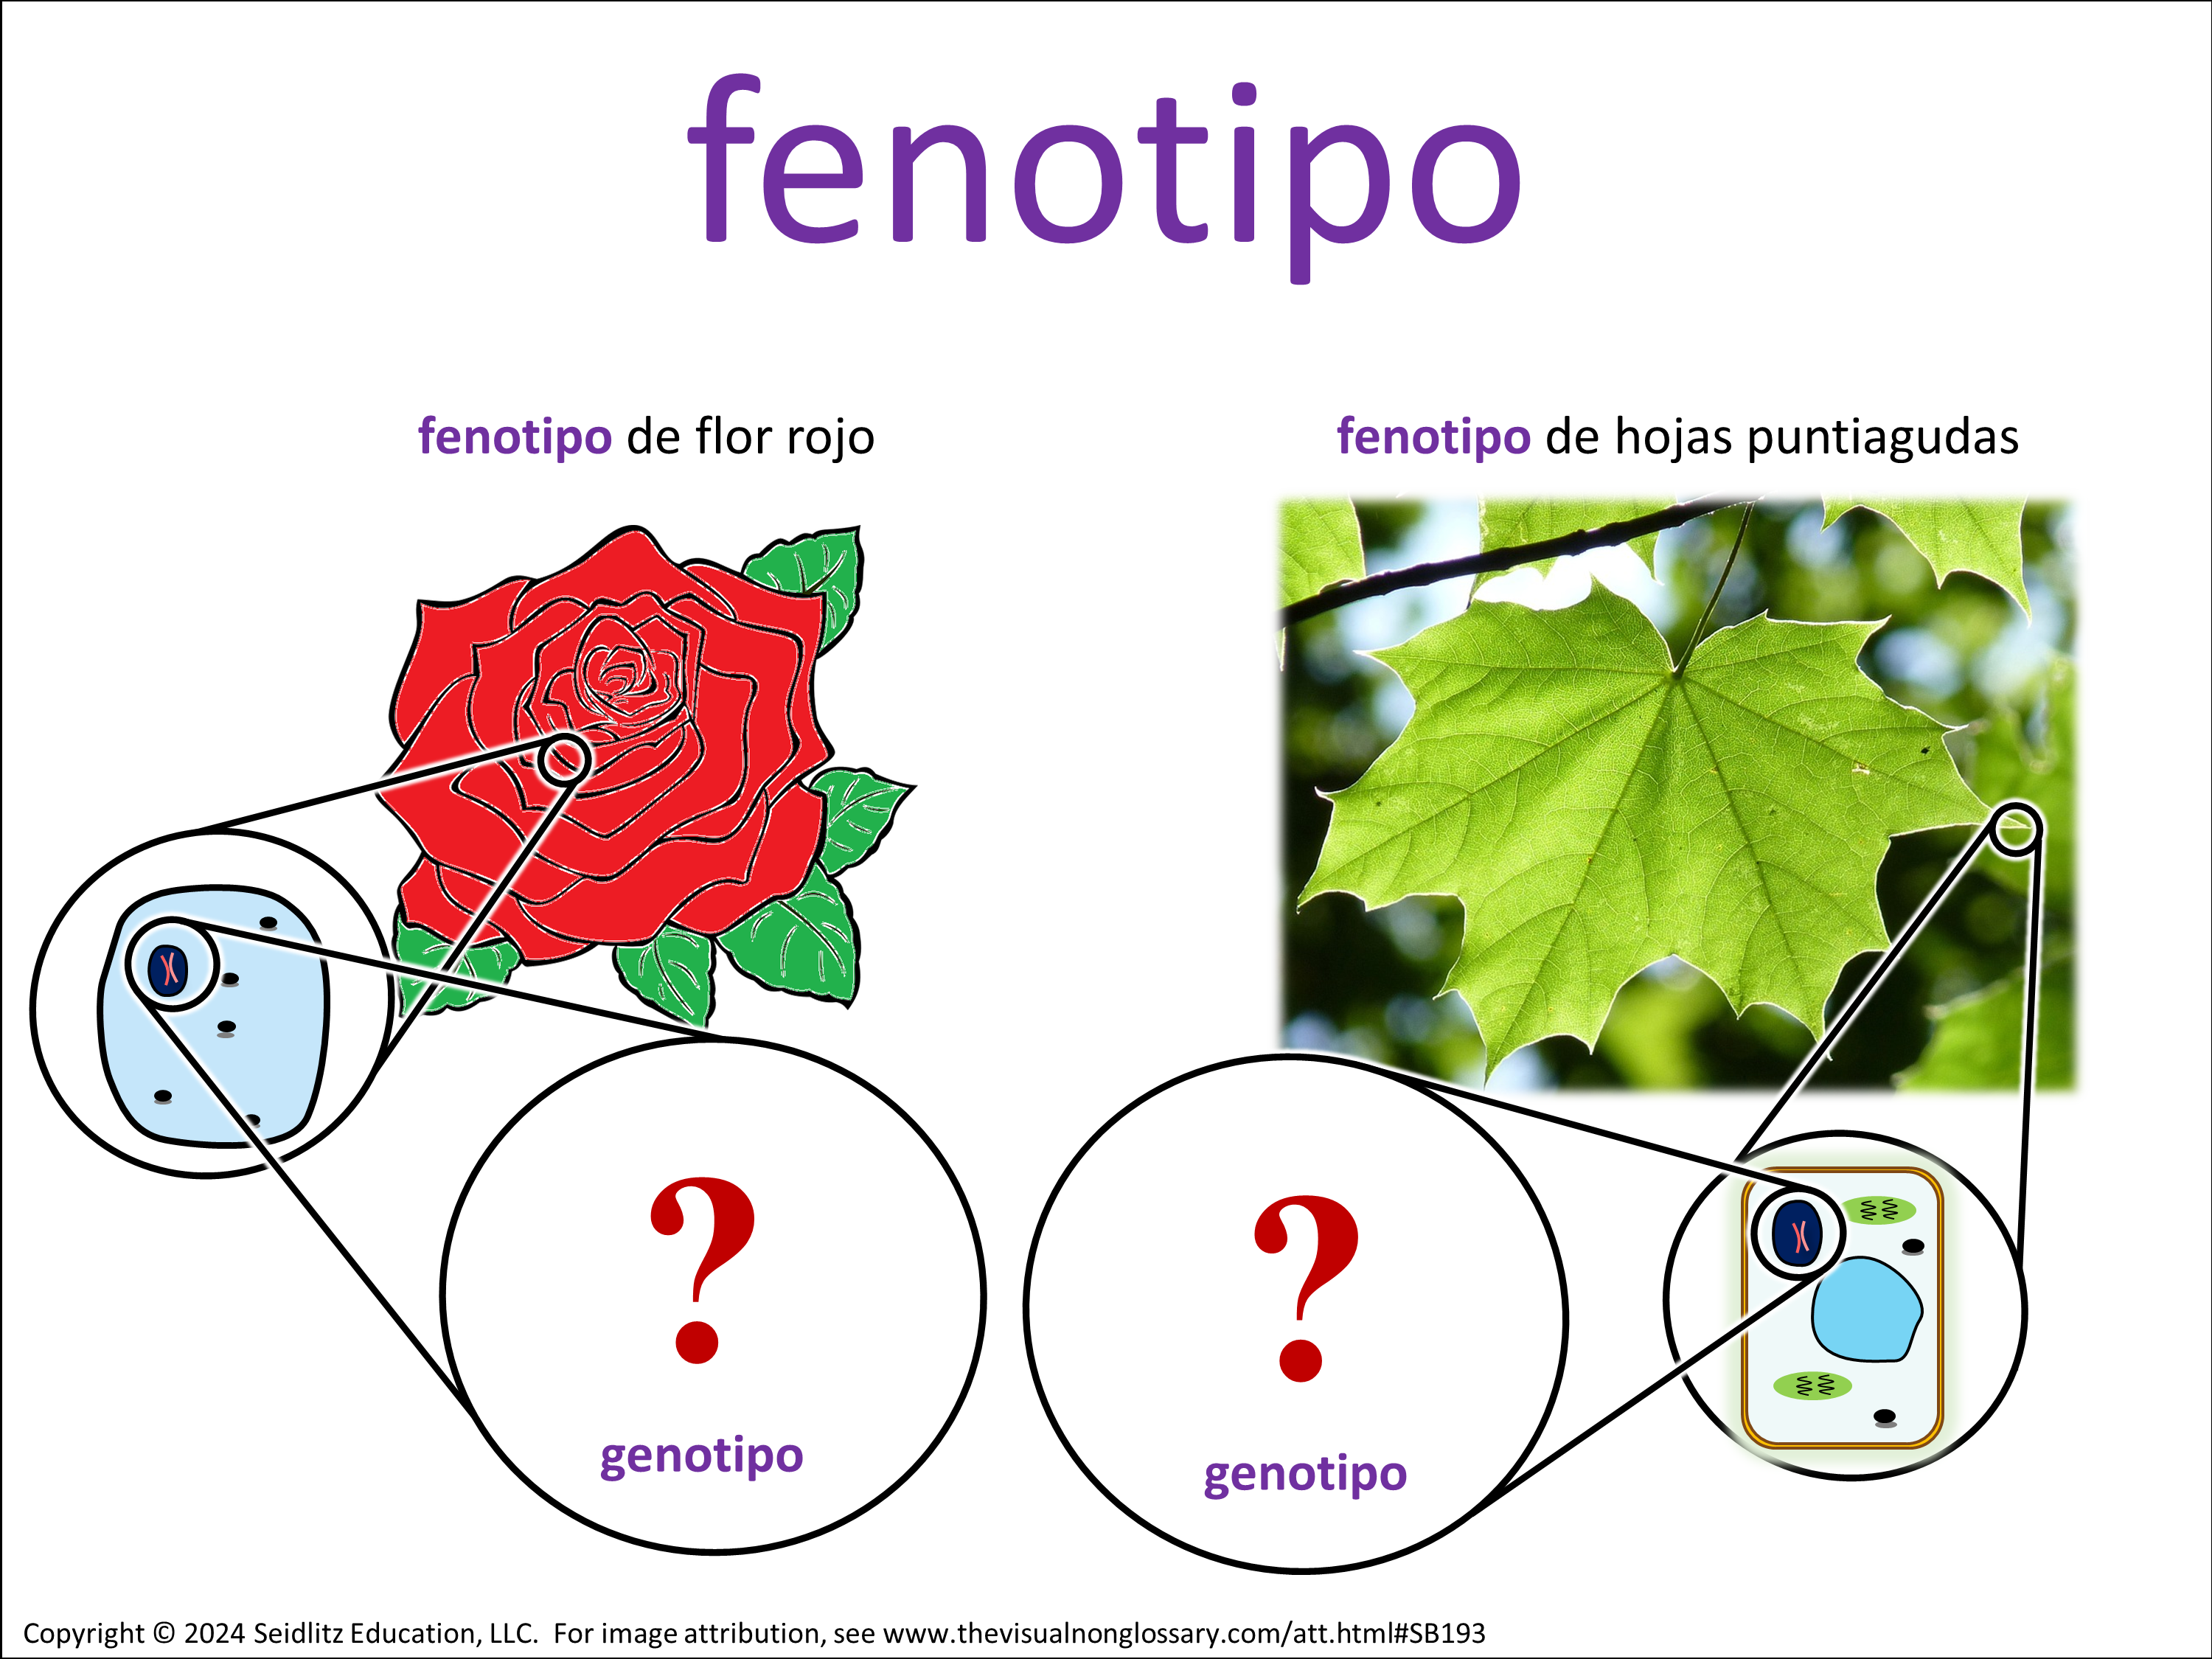 fenotipo
fenotipo de flor rojo
fenotipo de hojas puntiagudas
?
genotipo
?
genotipo
Copyright © 2024 Seidlitz Education, LLC.  For image attribution, see www.thevisualnonglossary.com/att.html#SB193